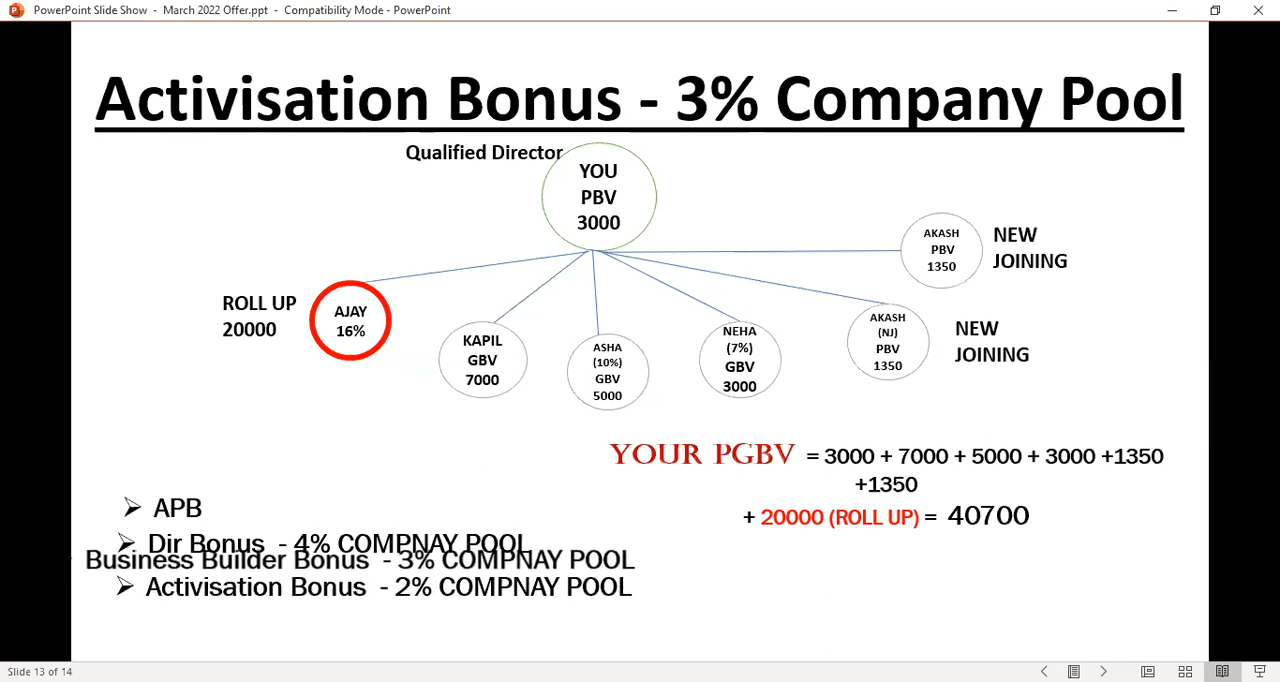 PowerPoint Slide Show - March 2022 Offer.ppt - Compatibility Mode - PowerPoint
Activisation Bonus - 3% Company Pool
Qualified Director
YOU
PBV
3000
AKASH
PBV
1350
NEW
JOINING
ROLL UP
20000
AJAY
16%
KAPIL
GBV
7000
ASHA
(10%)
GBV
5000
NEHA
(7%)
GBV
3000
AKASH
(NJ)
PBV
1350
NEW
JOINING
YOUR PGBV = 3000 + 7000 + 5000 + 3000 +1350
+1350
+ 20000 (ROLL UP) = 40700
➢ APB
➢ Dir Bonus - 4% COMPNAY POOL
Business Builder Bonus - 3% COMPNAY POOL
➢ Activisation Bonus - 2% COMPNAY POOL
Slide 13 of 14